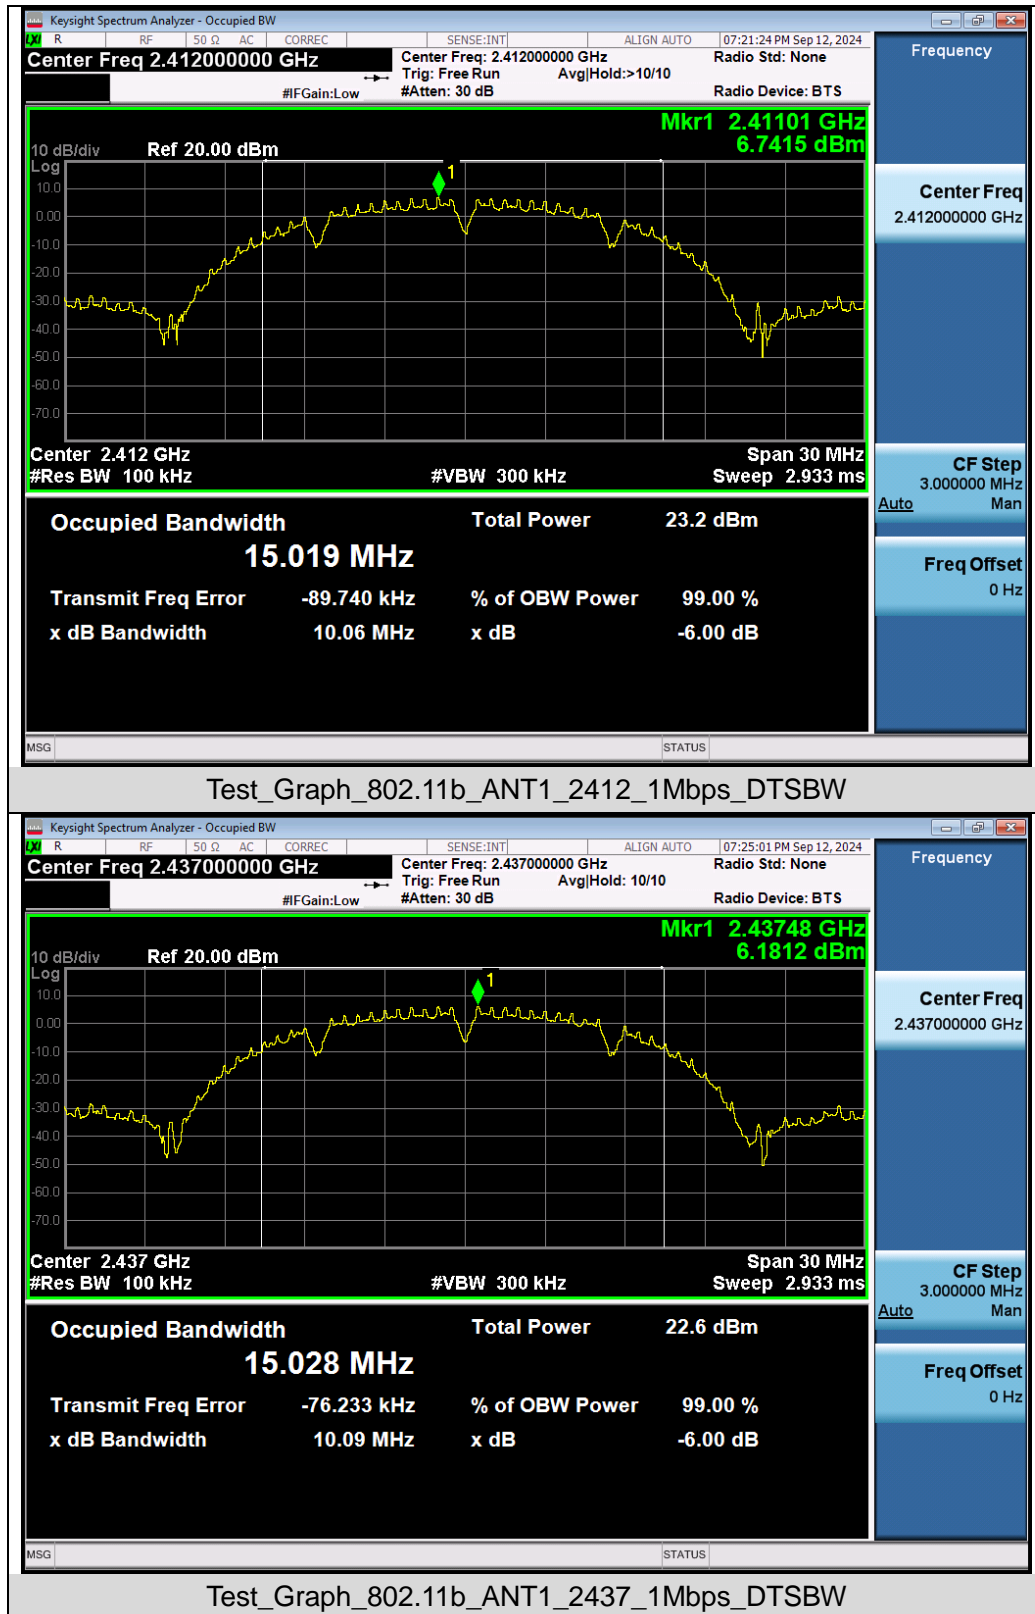 Keysight Spectrum Analyzer - Occupied BW
LXI R RF 50 Ω AC CORREC SENSE:INT ALIGN AUTO 07:21:24 PM Sep 12, 2024
Center Freq 2.412000000 GHz Center Freq: 2.412000000 GHz Radio Std: None
Trig: Free Run Avg|Hold:>10/10
#IFGain:Low #Atten: 30 dB Radio Device: BTS
Mkr1 2.41101 GHz
6.7415 dBm
10 dB/div Ref 20.00 dBm
Log
10.0
0.00
-10.0
-20.0
-30.0
-40.0
-50.0
-60.0
-70.0
Center 2.412 GHz Span 30 MHz
#Res BW 100 kHz #VBW 300 kHz Sweep 2.933 ms
1
Occupied Bandwidth Total Power 23.2 dBm
15.019 MHz
Transmit Freq Error -89.740 kHz % of OBW Power 99.00 %
x dB Bandwidth 10.06 MHz x dB -6.00 dB
MSG STATUS
Frequency
Center Freq
2.412000000 GHz
CF Step
3.000000 MHz
Auto Man
Freq Offset
0 Hz
Test_Graph_802.11b_ANT1_2412_1Mbps_DTSBW
Keysight Spectrum Analyzer - Occupied BW
LXI R RF 50 Ω AC CORREC SENSE:INT ALIGN AUTO 07:25:01 PM Sep 12, 2024
Center Freq 2.437000000 GHz Center Freq: 2.437000000 GHz Radio Std: None
Trig: Free Run Avg|Hold: 10/10
#IFGain:Low #Atten: 30 dB Radio Device: BTS
Mkr1 2.43748 GHz
6.1812 dBm
10 dB/div Ref 20.00 dBm
Log
10.0
0.00
-10.0
-20.0
-30.0
-40.0
-50.0
-60.0
-70.0
Center 2.437 GHz Span 30 MHz
#Res BW 100 kHz #VBW 300 kHz Sweep 2.933 ms
1
Occupied Bandwidth Total Power 22.6 dBm
15.028 MHz
Transmit Freq Error -76.233 kHz % of OBW Power 99.00 %
x dB Bandwidth 10.09 MHz x dB -6.00 dB
MSG STATUS
Frequency
Center Freq
2.437000000 GHz
CF Step
3.000000 MHz
Auto Man
Freq Offset
0 Hz
Test_Graph_802.11b_ANT1_2437_1Mbps_DTSBW